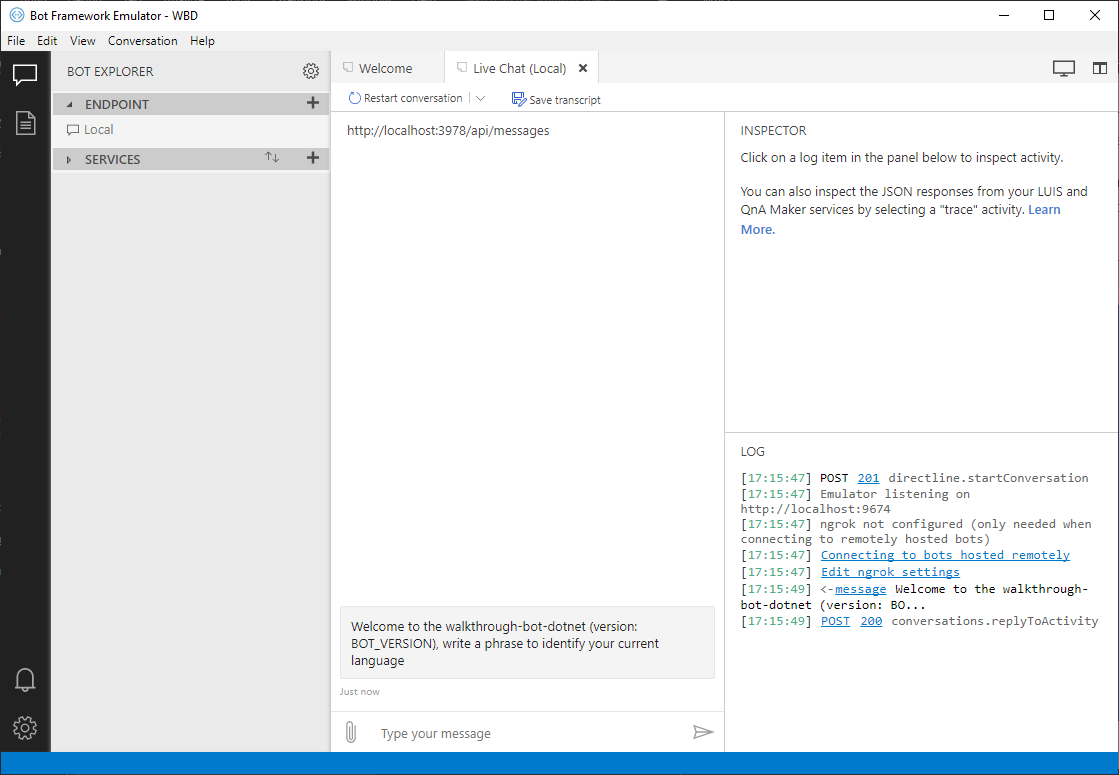 Bot Framework Emulator - WBD
File Edit View Conversation Help
BOT EXPLORER
ENDPOINT
Local
SERVICES
Welcome
Live Chat (Local)
Restart conversation
Save transcript
http://localhost:3978/api/messages
Welcome to the walkthrough-bot-dotnet (version:
BOT_VERSION), write a phrase to identify your current
language
Just now
Type your message
INSPECTOR
Click on a log item in the panel below to inspect activity.
You can also inspect the JSON responses from your LUIS and
QnA Maker services by selecting a "trace" activity. Learn
More.
LOG
[17:15:47] POST 201 directline.startConversation
[17:15:47] Emulator listening on
http://localhost:9674
[17:15:47] ngrok not configured (only needed when
connecting to remotely hosted bots)
[17:15:47] Connecting to bots hosted remotely
[17:15:47] Edit ngrok settings
[17:15:49] <-message Welcome to the walkthrough-
bot-dotnet (version: BO...
[17:15:49] POST 200 conversations.replyToActivity